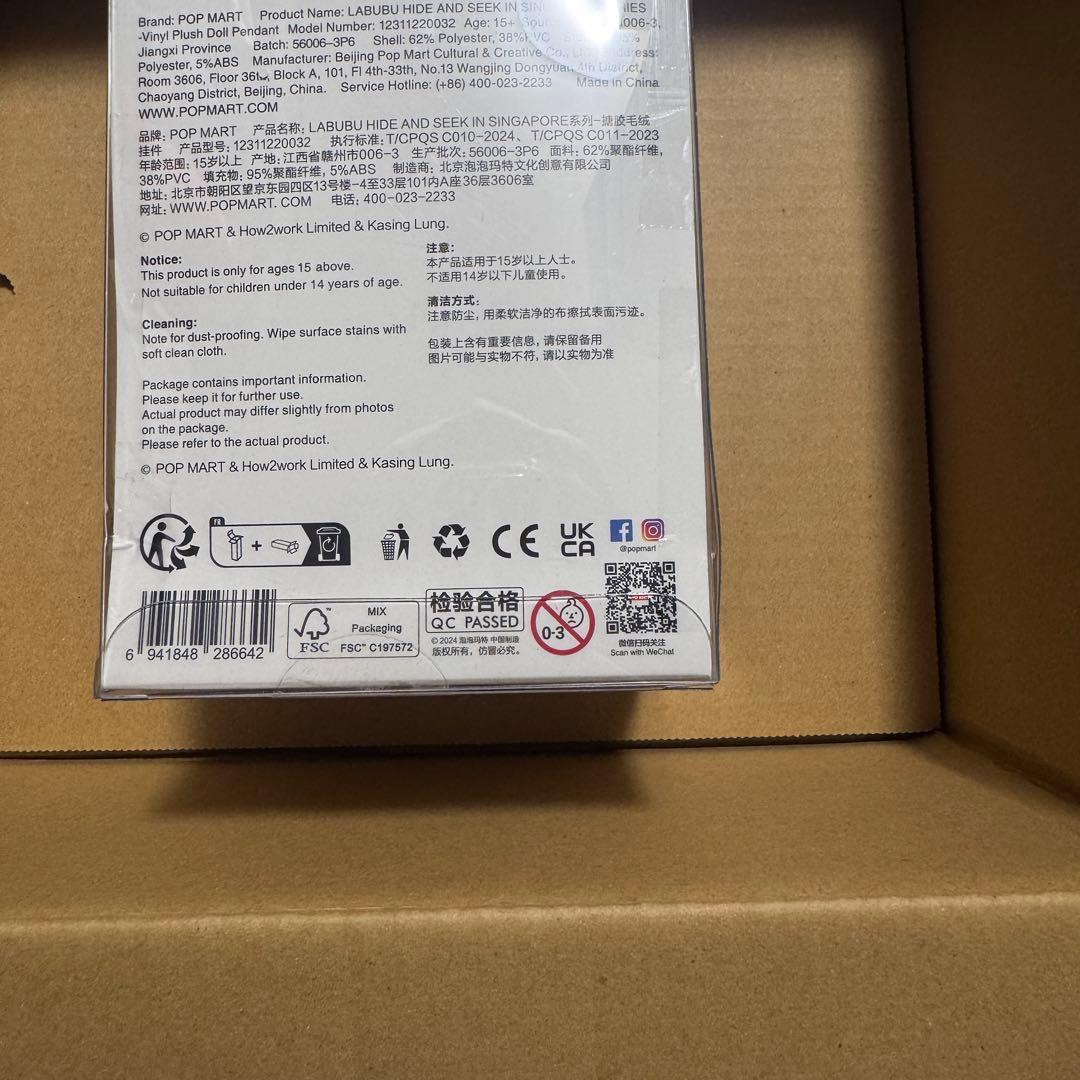 Brand: POP MART Product Name: LABUBU HIDE AND SEEK IN
-Vinyl Plush Doll Pendant Model Number: 12311220032 Age: 15+ 006-3,
Jiangxi Province Batch: 56006-3P6 Shell: 62% Polyester, 38%PVC
Polyester, 5%ABS Manufacturer: Beijing Pop Mart Cultural & Creative Co.,
Room 3606, Floor 36, Block A, 101, Fl 4th-33th, No.13 Wangjing Dongyuan 4th District,
Chaoyang District, Beijing, China. Service Hotline: (+86) 400-023-2233 Made in China
WWW.POPMART.COM
品牌: POP MART 产品名称: LABUBU HIDE AND SEEK IN SINGAPORE系列-搪胶毛绒
挂件 产品型号: 12311220032 执行标准: T/CPQS C010-2024、T/CPQS C011-2023
年龄范围: 15岁以上 产地: 江西省赣州市006-3 生产批次: 56006-3P6 面料: 62%聚酯纤维,
38%PVC 填充物: 95%聚酯纤维, 5%ABS 制造商: 北京泡泡玛特文化创意有限公司
地址: 北京市朝阳区望京东园四区13号楼-4至33层101内A座36层3606室
网址: WWW.POPMART. COM 电话: 400-023-2233
© POP MART & How2work Limited & Kasing Lung.
Notice:
This product is only for ages 15 above.
Not suitable for children under 14 years of age.
注意:
本产品适用于15岁以上人士。
不适用14岁以下儿童使用。
Cleaning:
Note for dust-proofing. Wipe surface stains with
soft clean cloth.
清洁方式:
注意防尘, 用柔软洁净的布擦拭表面污迹。
包装上含有重要信息, 请保留备用
图片可能与实物不符, 请以实物为准
Package contains important information.
Please keep it for further use.
Actual product may differ slightly from photos
on the package.
Please refer to the actual product.
© POP MART & How2work Limited & Kasing Lung.
FR
+
CE
UK
CA
@popmart
6 941848 286642
FSC™
MIX
Packaging
FSC™ C197572
检验合格
QC PASSED
© 2024 泡泡玛特 中国制造
版权所有, 仿冒必究。
0-3
微信扫码关注
Scan with WeChat